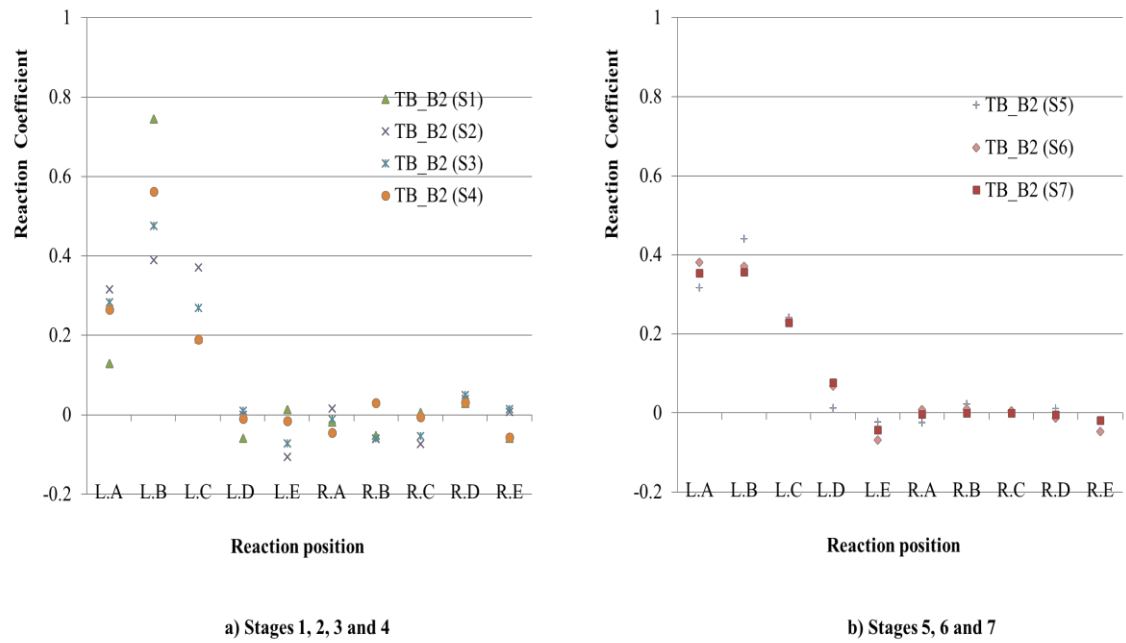 1
0.8
0.6
0.4
0.2
0
-0.2
Reaction Coefficient
TB_B2 (S1)
TB_B2 (S2)
TB_B2 (S3)
TB_B2 (S4)
L.A L.B L.C L.D L.E R.A R.B R.C R.D R.E
Reaction position
a) Stages 1, 2, 3 and 4
1
0.8
0.6
0.4
0.2
0
-0.2
Reaction Coefficient
TB_B2 (S5)
TB_B2 (S6)
TB_B2 (S7)
L.A L.B L.C L.D L.E R.A R.B R.C R.D R.E
Reaction position
b) Stages 5, 6 and 7